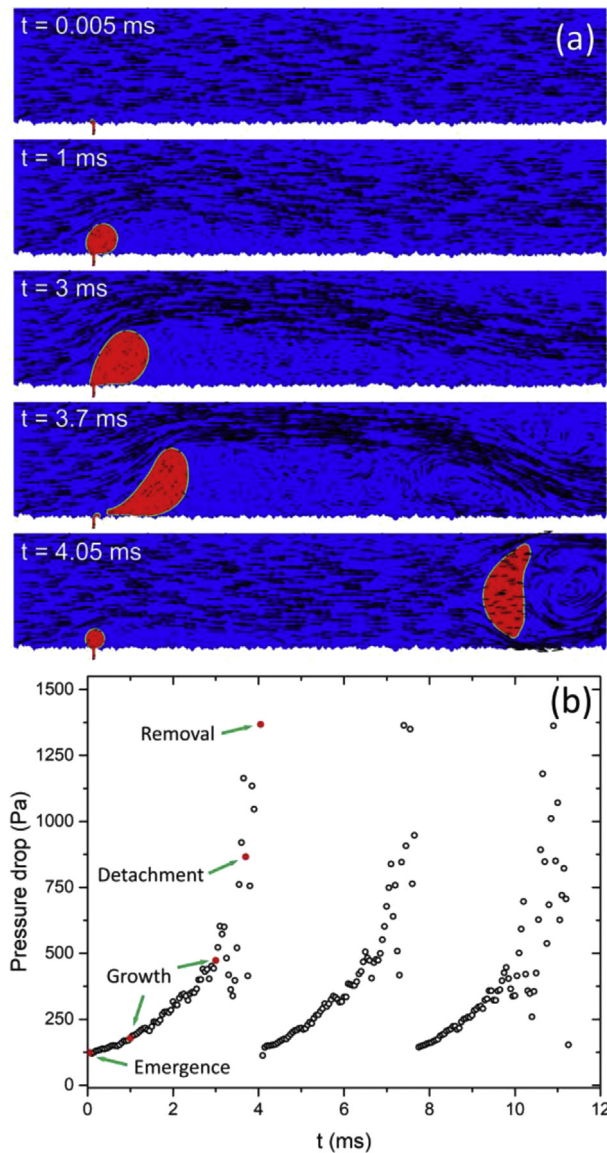 t = 0.005 ms
(a)
t = 1 ms
t = 3 ms
t = 3.7 ms
t = 4.05 ms
(b)
1500
1250
1000
750
500
250
0
Pressure drop (Pa)
Removal
Detachment
Growth
Emergence
0 2 4 6 8 10 12
t (ms)